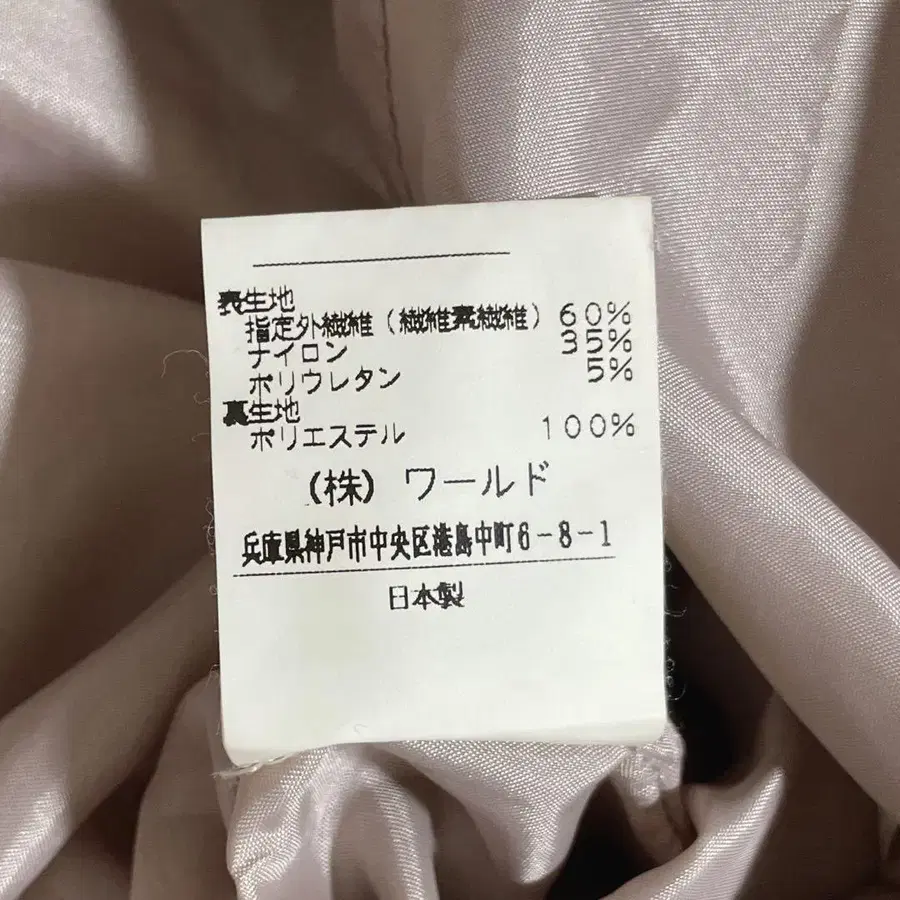 表生地
指定外繊維(繊維素繊維) 60%
ナイロン 35%
ポリウレタン 5%
裏生地
ポリエステル 100%
(株) ワールド
兵庫県神戸市中央区港島中町6-8-1
日本製